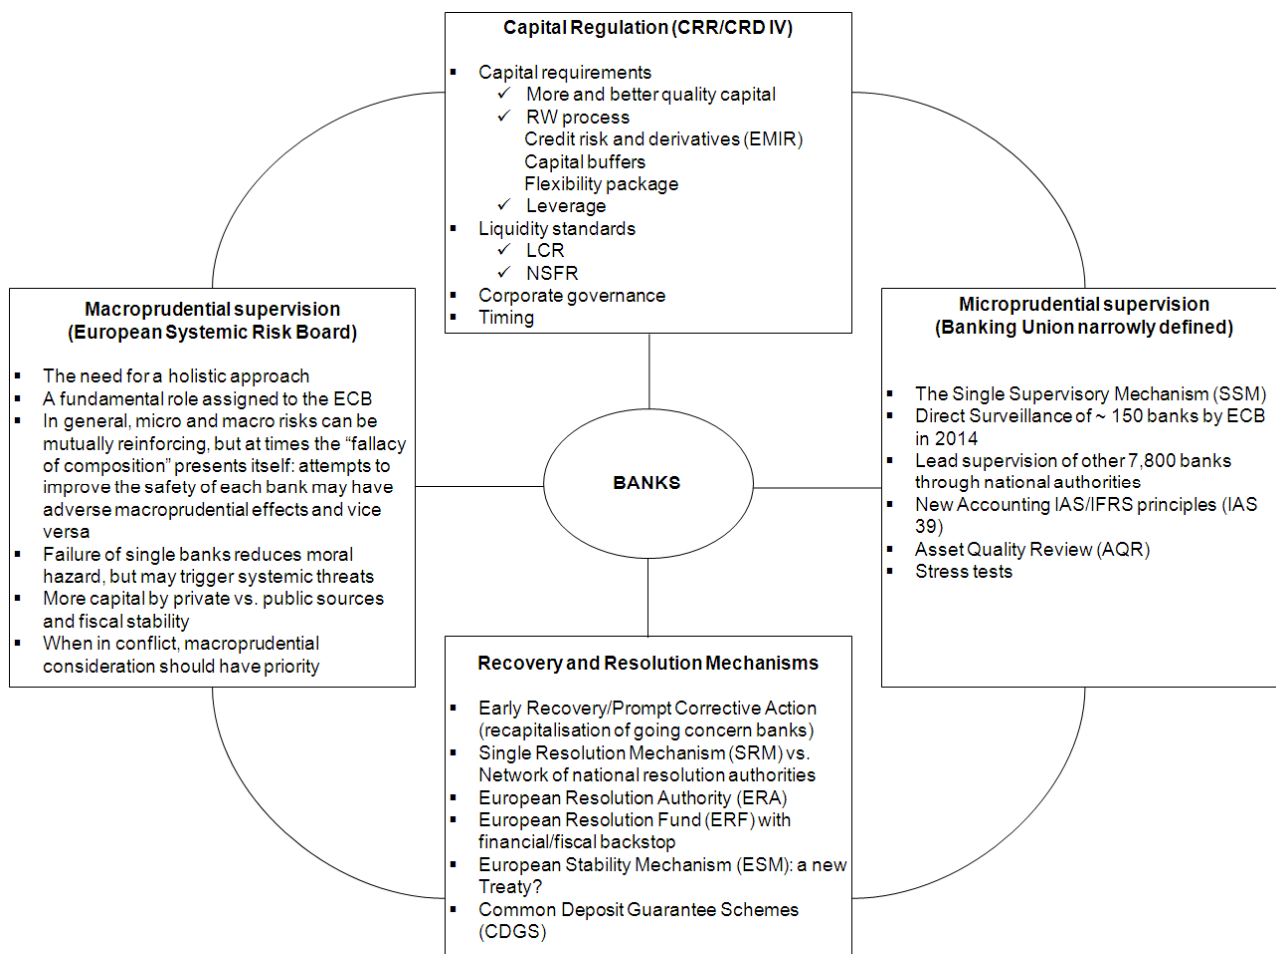 Capital Regulation (CRR/CRD IV)
▪ Capital requirements
✓ More and better quality capital
✓ RW process
Credit risk and derivatives (EMIR)
Capital buffers
Flexibility package
✓ Leverage
▪ Liquidity standards
✓ LCR
✓ NSFR
▪ Corporate governance
▪ Timing
Macroprudential supervision
(European Systemic Risk Board)
▪ The need for a holistic approach
▪ A fundamental role assigned to the ECB
▪ In general, micro and macro risks can be
mutually reinforcing, but at times the “fallacy
of composition” presents itself: attempts to
improve the safety of each bank may have
adverse macroprudential effects and vice
versa
▪ Failure of single banks reduces moral
hazard, but may trigger systemic threats
▪ More capital by private vs. public sources
and fiscal stability
▪ When in conflict, macroprudential
consideration should have priority
BANKS
Microprudential supervision
(Banking Union narrowly defined)
▪ The Single Supervisory Mechanism (SSM)
▪ Direct Surveillance of ~ 150 banks by ECB
in 2014
▪ Lead supervision of other 7,800 banks
through national authorities
▪ New Accounting IAS/IFRS principles (IAS
39)
▪ Asset Quality Review (AQR)
▪ Stress tests
Recovery and Resolution Mechanisms
▪ Early Recovery/Prompt Corrective Action
(recapitalisation of going concern banks)
▪ Single Resolution Mechanism (SRM) vs.
Network of national resolution authorities
▪ European Resolution Authority (ERA)
▪ European Resolution Fund (ERF) with
financial/fiscal backstop
▪ European Stability Mechanism (ESM): a new
Treaty?
▪ Common Deposit Guarantee Schemes
(CDGS)